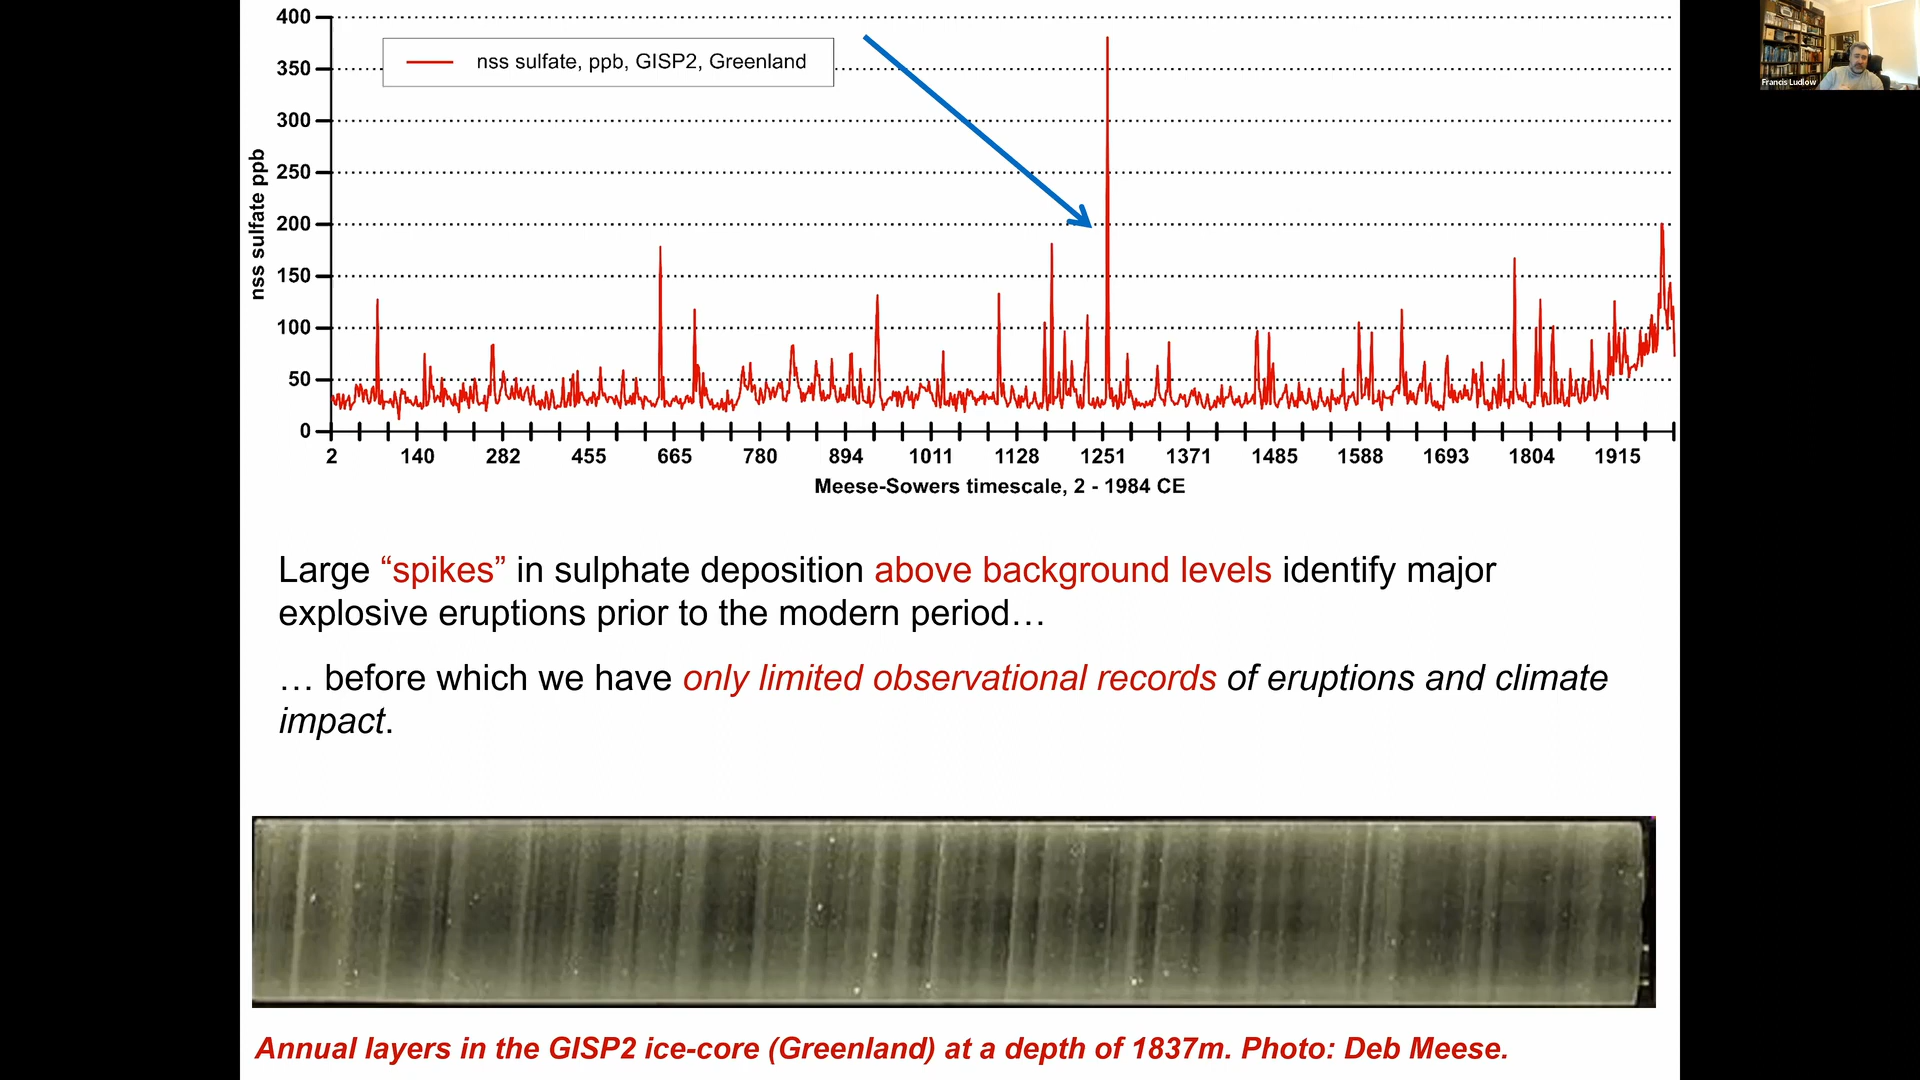 400
350
300
250
200
150
100
50
0
nss sulfate ppb
nss sulfate, ppb, GISP2, Greenland
2 140 282 455 665 780 894 1011 1128 1251 1371 1485 1588 1693 1804 1915
Meese-Sowers timescale, 2 - 1984 CE
Large “spikes” in sulphate deposition above background levels identify major
explosive eruptions prior to the modern period…
… before which we have only limited observational records of eruptions and climate
impact.
Annual layers in the GISP2 ice-core (Greenland) at a depth of 1837m. Photo: Deb Meese.
Francis Ludlow